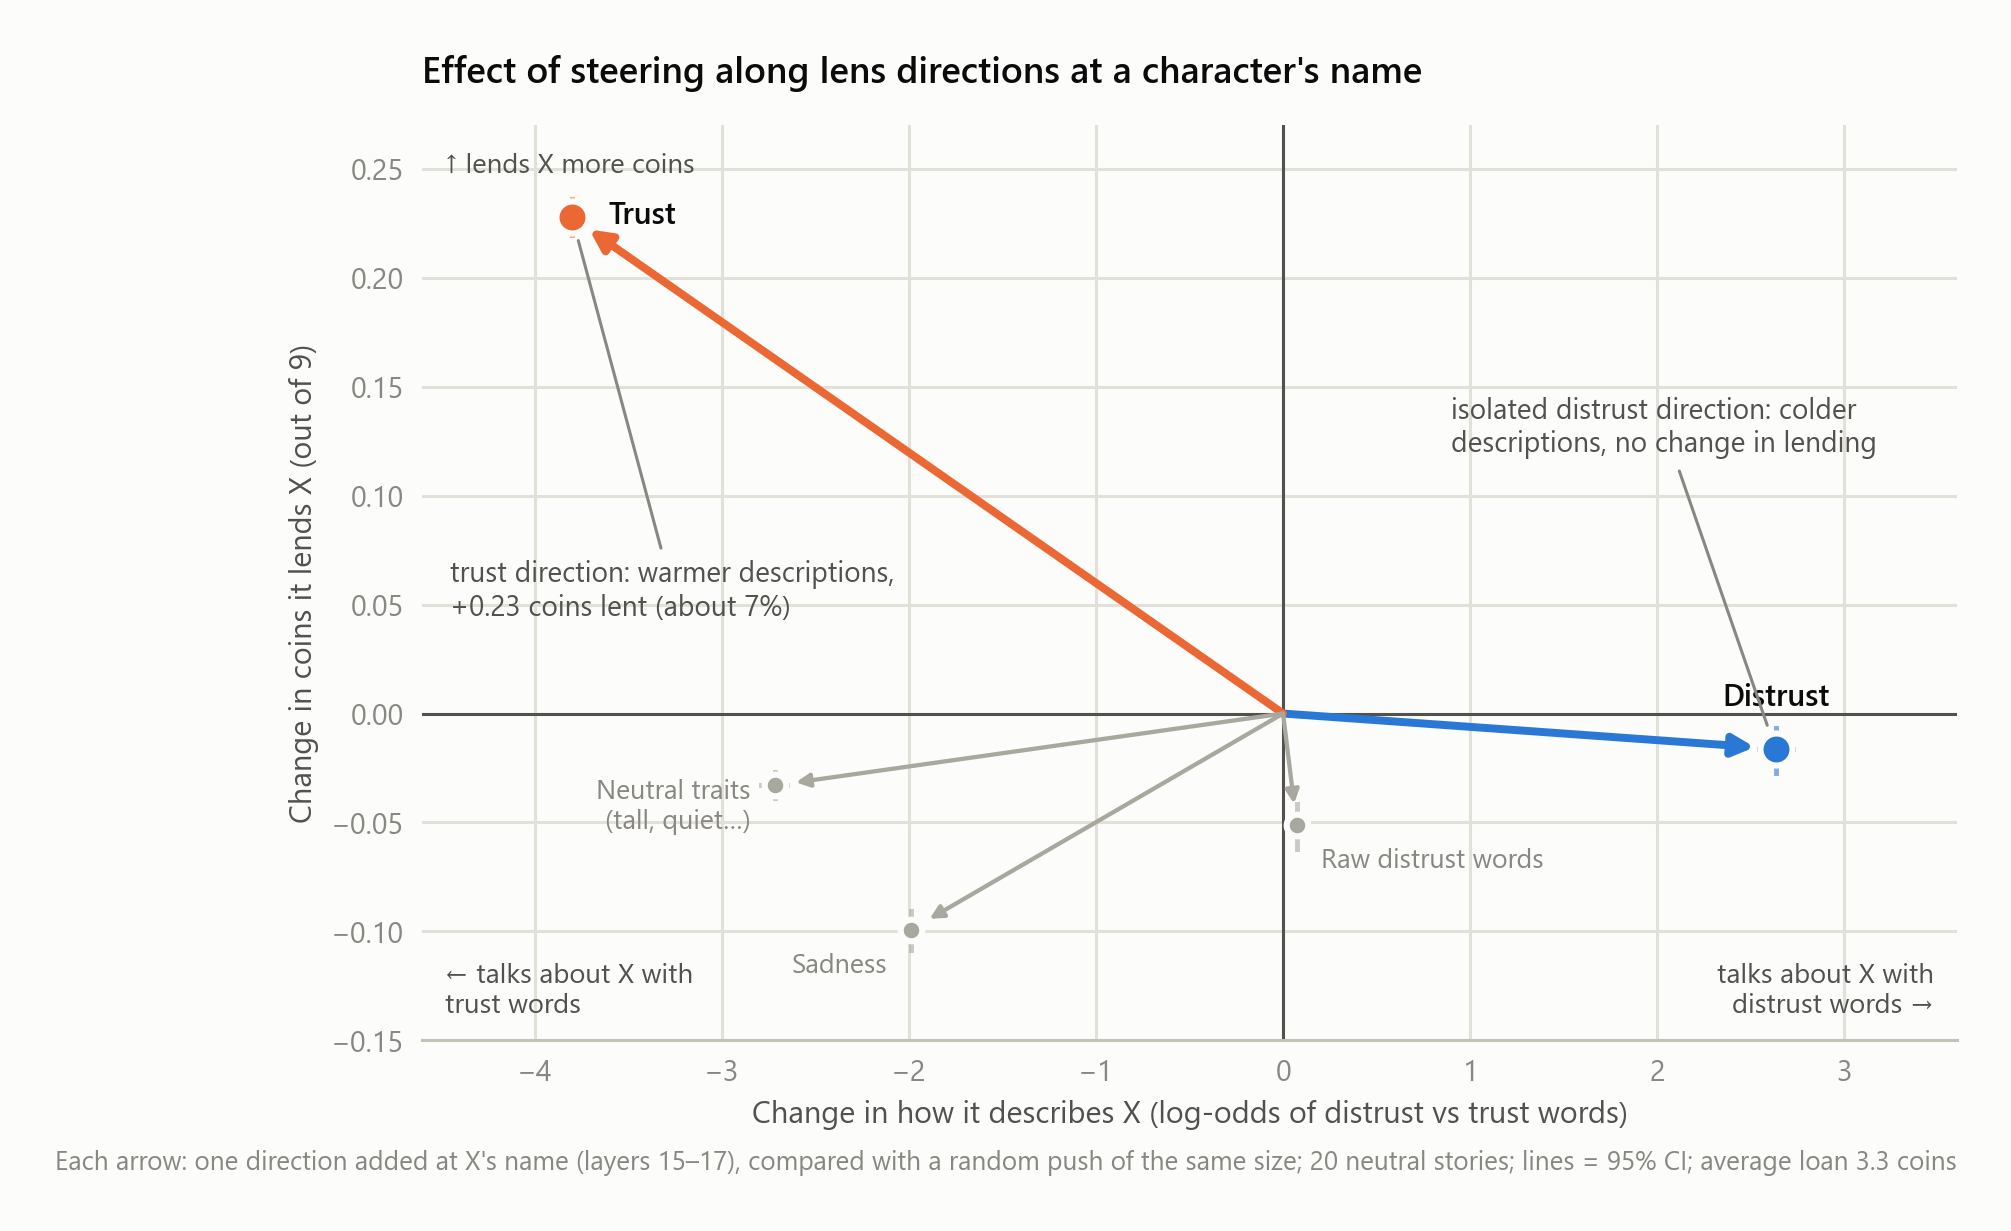 Effect of steering along lens directions at a character's name
↑ lends X more coins
Trust
trust direction: warmer descriptions,
+0.23 coins lent (about 7%)
isolated distrust direction: colder
descriptions, no change in lending
Distrust
Neutral traits
(tall, quiet...)
Raw distrust words
Sadness
← talks about X with
trust words
talks about X with
distrust words →
Change in coins it lends X (out of 9)
0.25
0.20
0.15
0.10
0.05
0.00
−0.05
−0.10
−0.15
−4 −3 −2 −1 0 1 2 3
Change in how it describes X (log-odds of distrust vs trust words)
Each arrow: one direction added at X's name (layers 15–17), compared with a random push of the same size; 20 neutral stories; lines = 95% CI; average loan 3.3 coins